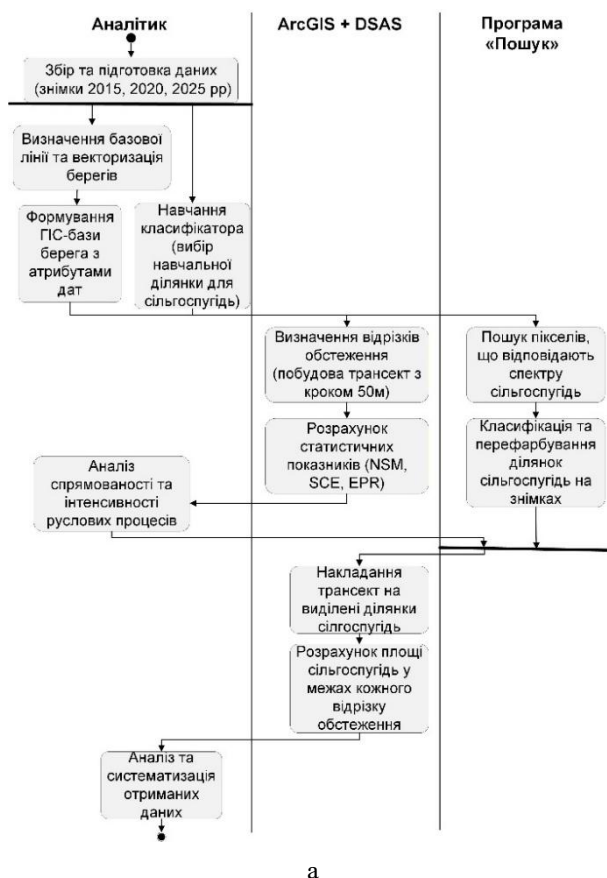 Аналітик
ArcGIS + DSAS
Програма
«Пошук»
Збір та підготовка даних
(знімки 2015, 2020, 2025 рр)
Визначення базової
лінії та векторизація
берегів
Формування
ГІС-бази
берега з
атрибутами
дат
Навчання
класифікатора
(вибір
навчальної
ділянки для
сільгоспугідь)
Визначення відрізків
обстеження
(побудова трансект з
кроком 50м)
Пошук пікселів,
що відповідають
спектру
сільгоспугідь
Розрахунок
статистичних
показників (NSM,
SCE, EPR)
Класифікація та
перефарбування
ділянок
сільгоспугідь на
знімках
Аналіз
спрямованості та
інтенсивності
руслових процесів
Накладання
трансект на
виділені ділянки
сілгоспугідь
Розрахунок площі
сільгоспугідь у
межах кожного
відрізку
обстеження
Аналіз та
систематизація
отриманих
даних
а